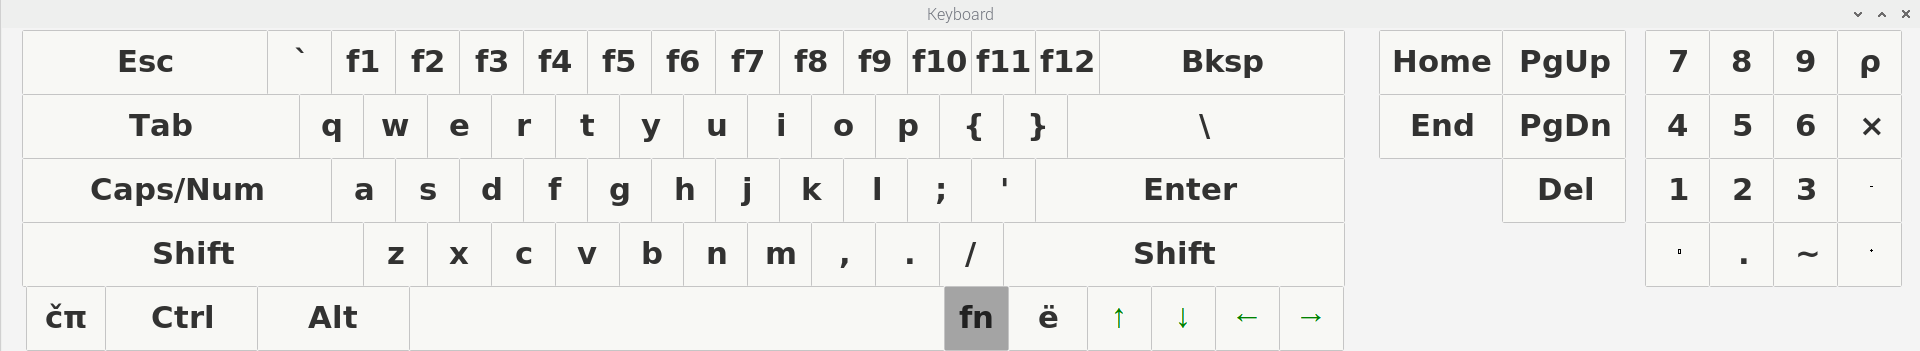 Keyboard
Esc ` f1 f2 f3 f4 f5 f6 f7 f8 f9 f10 f11 f12 Bksp Home PgUp 7 8 9 ρ
Tab q w e r t y u i o p { } \ End PgDn 4 5 6 ×
Caps/Num a s d f g h j k l ; ' Enter Del 1 2 3
Shift z x c v b n m , . / Shift . ~
čπ Ctrl Alt fn ë ↑ ↓ ← →